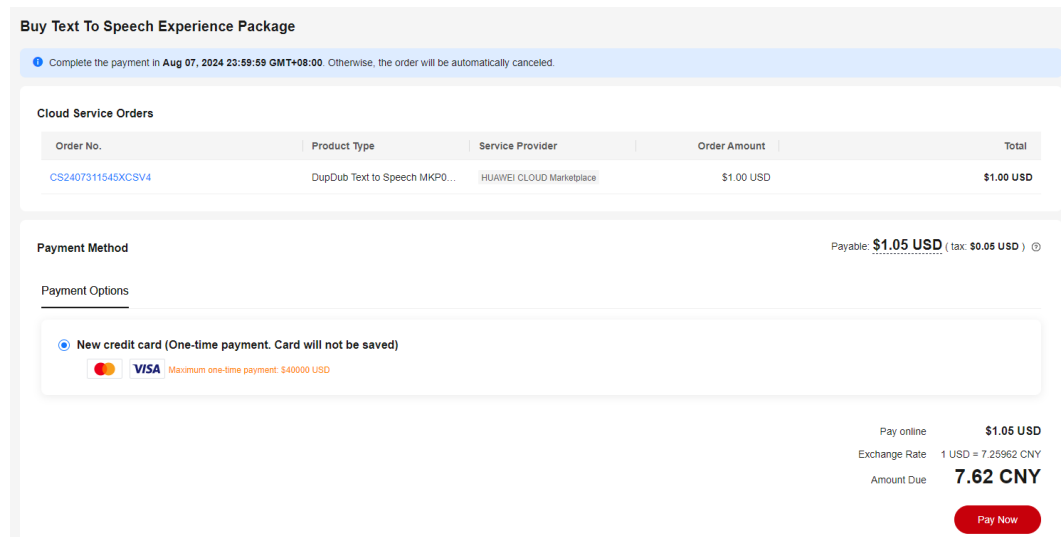 Buy Text To Speech Experience Package
Complete the payment in Aug 07, 2024 23:59:59 GMT+08:00. Otherwise, the order will be automatically canceled.
Cloud Service Orders
Order No. Product Type Service Provider Order Amount Total
CS2407311545XCSV4 DupDub Text to Speech MKP0... HUAWEI CLOUD Marketplace $1.00 USD $1.00 USD
Payment Method Payable: $1.05 USD ( tax: $0.05 USD )
Payment Options
New credit card (One-time payment. Card will not be saved)
VISA Maximum one-time payment: $40000 USD
Pay online $1.05 USD
Exchange Rate 1 USD = 7.25962 CNY
Amount Due 7.62 CNY
Pay Now